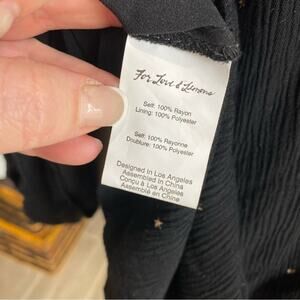 For Love & Lemons
Self: 100% Rayon
Lining: 100% Polyester
Self: 100% Rayonne
Doublure: 100% Polyester
Designed In Los Angeles
Assembled In China
Conçu à Los Angeles
Assemblé en Chine